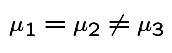 μ₁ = μ₂ ≠ μ₃